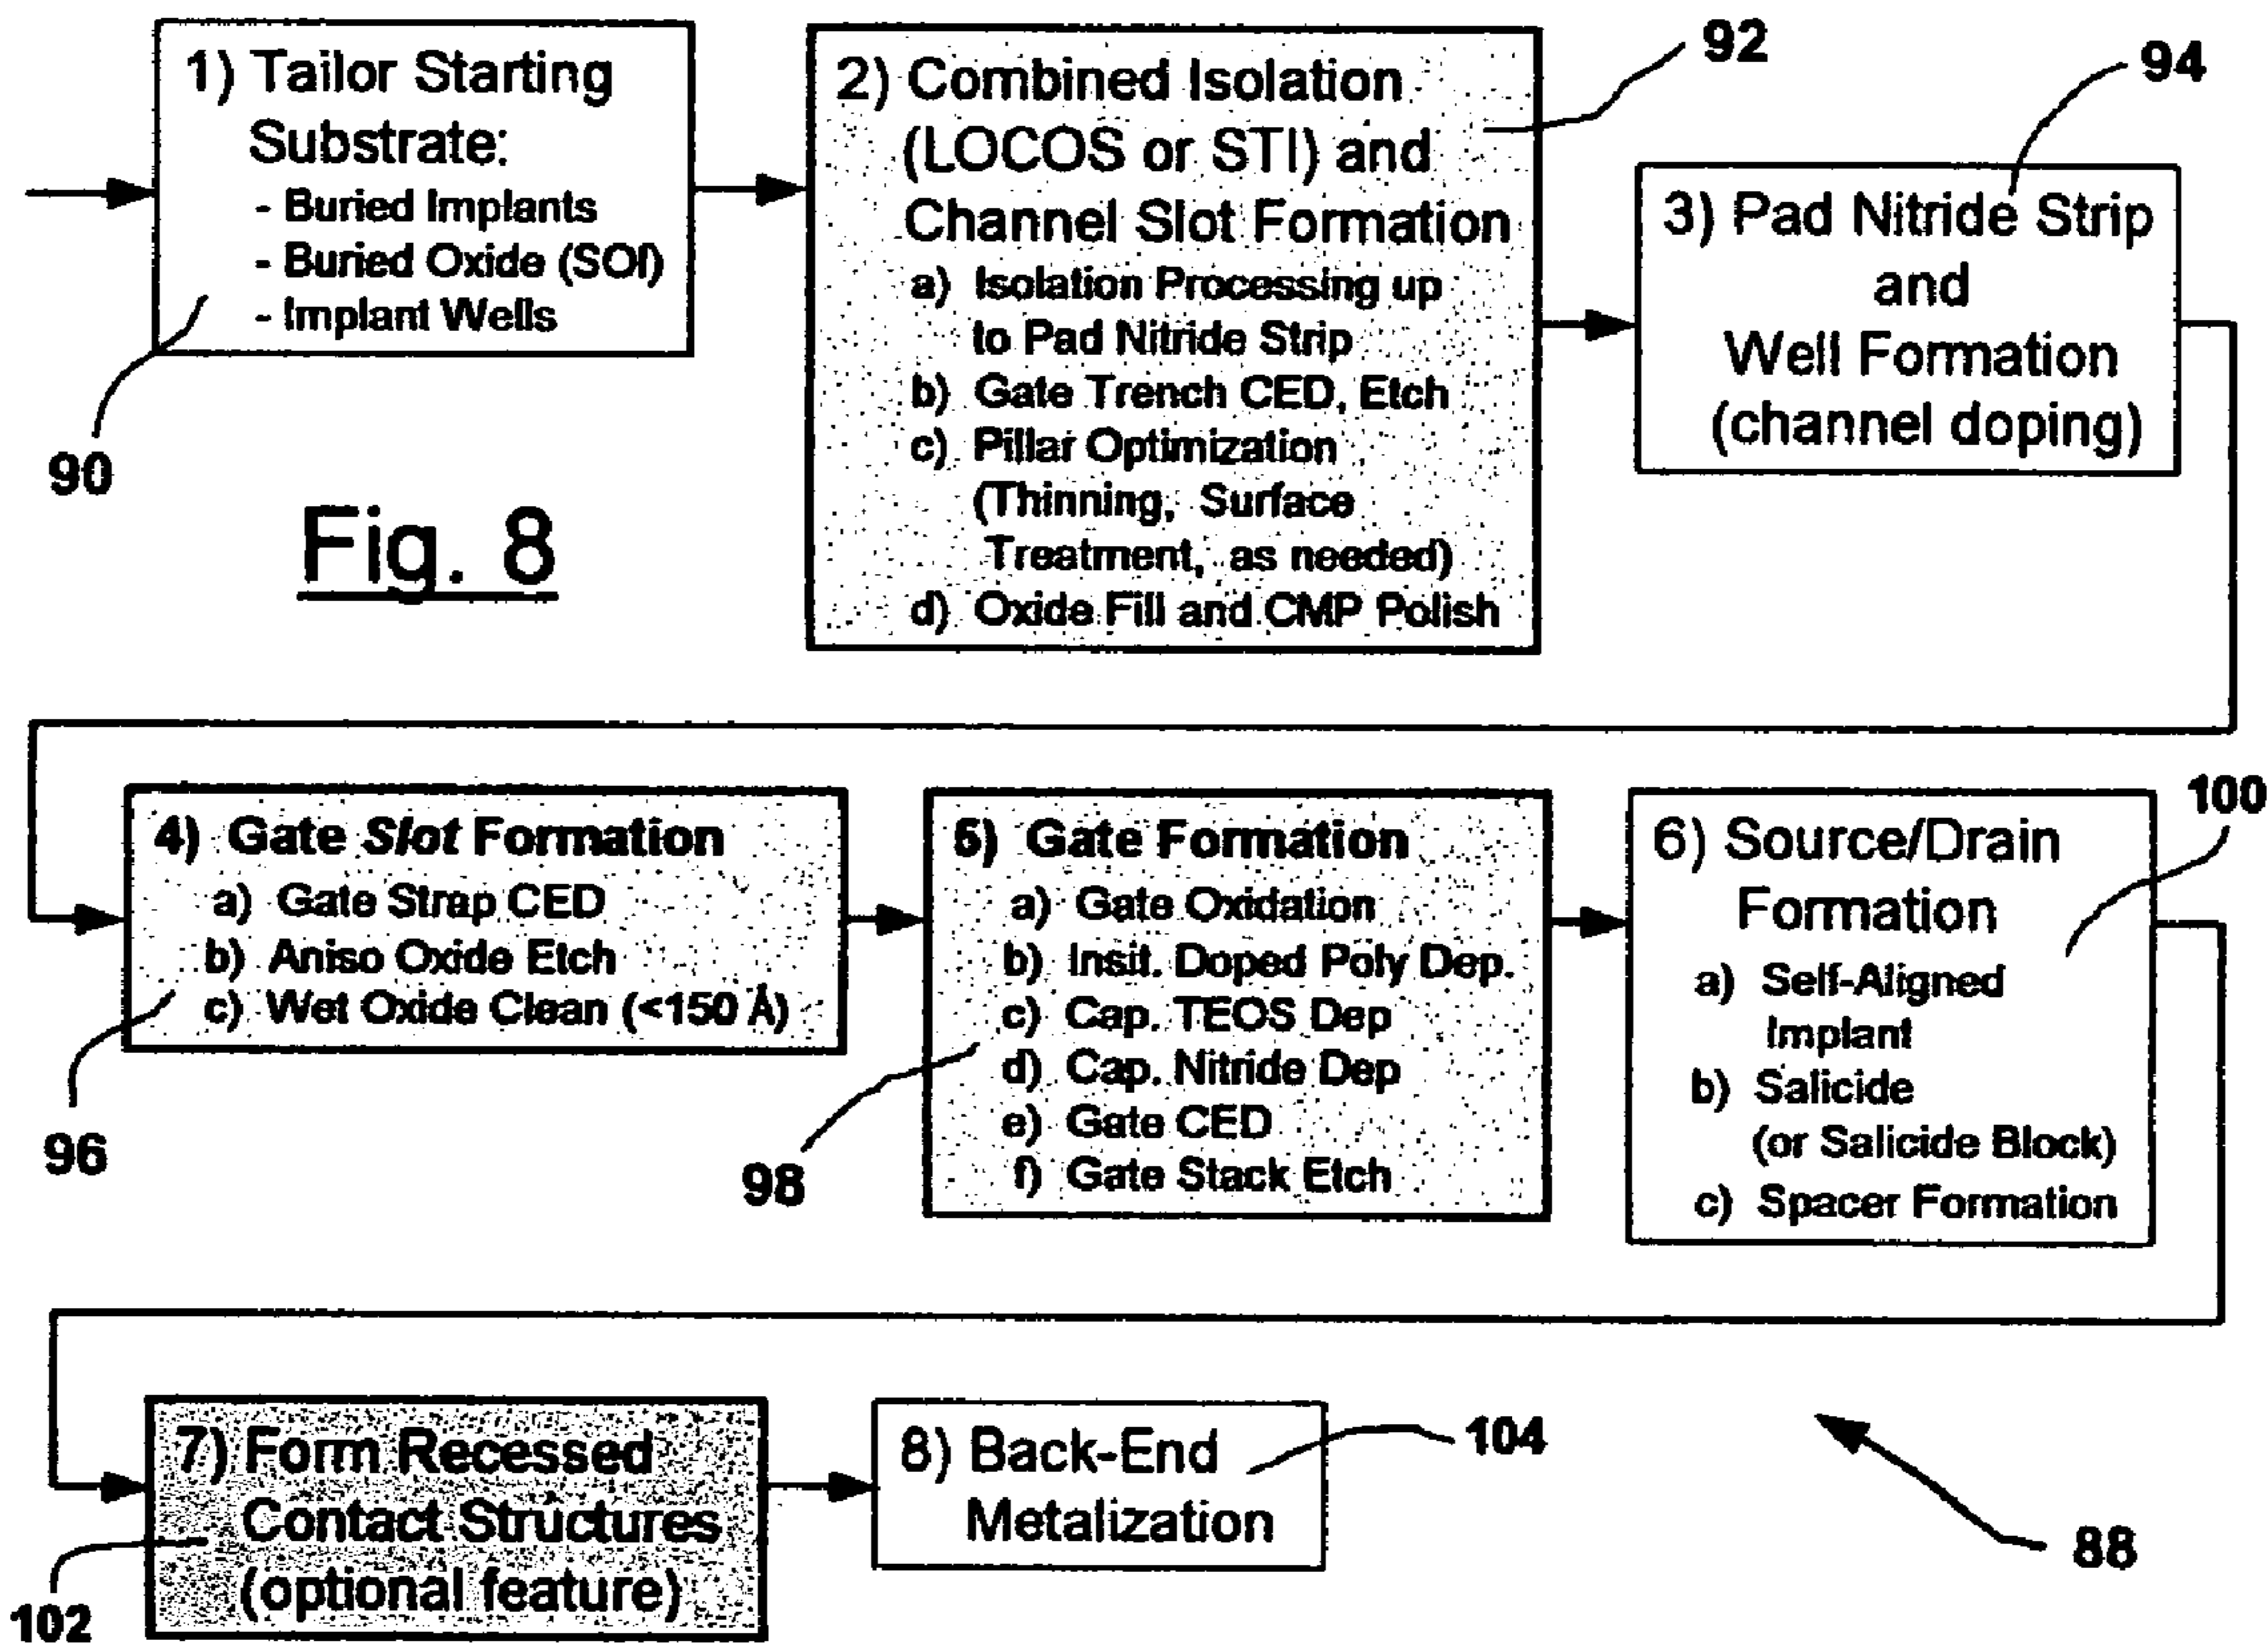 1) Tailor Starting
Substrate:
- Buried Implants
- Buried Oxide (SOI)
- Implant Wells
90
2) Combined Isolation
(LOCOS or STI) and
Channel Slot Formation
a) Isolation Processing up
to Pad Nitride Strip
b) Gate Trench CED, Etch
c) Pillar Optimization
(Thinning, Surface
Treatment, as needed)
d) Oxide Fill and CMP Polish
92
94
3) Pad Nitride Strip
and
Well Formation
(channel doping)
Fig. 8
4) Gate Slot Formation
a) Gate Strap CED
b) Aniso Oxide Etch
c) Wet Oxide Clean (<150 Å)
96
5) Gate Formation
a) Gate Oxidation
b) Insit. Doped Poly Dep.
c) Cap. TEOS Dep
d) Cap. Nitride Dep
e) Gate CED
f) Gate Stack Etch
98
100
6) Source/Drain
Formation
a) Self-Aligned
Implant
b) Salicide
(or Salicide Block)
c) Spacer Formation
7) Form Recessed
Contact Structures
(optional feature)
102
8) Back-End
Metalization
104
88